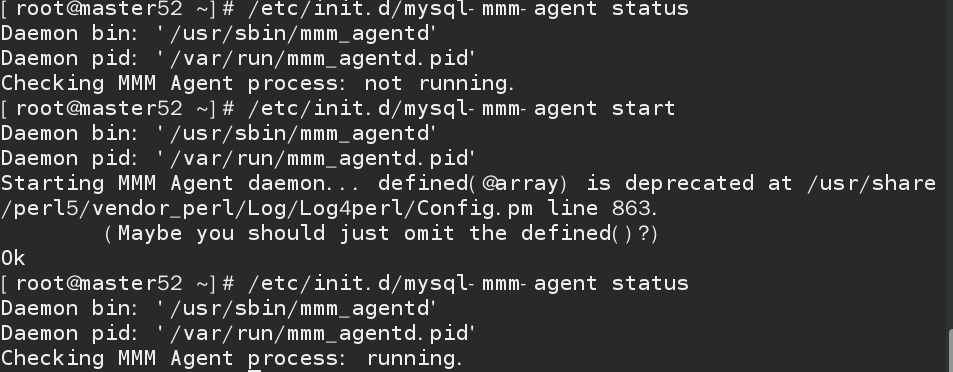 [root@master52 ~]# /etc/init.d/mysql-mmm-agent status
Daemon bin: '/usr/sbin/mmm_agentd'
Daemon pid: '/var/run/mmm_agentd.pid'
Checking MMM Agent process: not running.
[root@master52 ~]# /etc/init.d/mysql-mmm-agent start
Daemon bin: '/usr/sbin/mmm_agentd'
Daemon pid: '/var/run/mmm_agentd.pid'
Starting MMM Agent daemon... defined(@array) is deprecated at /usr/share
/perl5/vendor_perl/Log/Log4perl/Config.pm line 863.
        (Maybe you should just omit the defined()?)
Ok
[root@master52 ~]# /etc/init.d/mysql-mmm-agent status
Daemon bin: '/usr/sbin/mmm_agentd'
Daemon pid: '/var/run/mmm_agentd.pid'
Checking MMM Agent process: running.